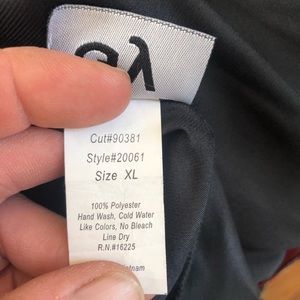 Cut#90381
Style#20061
Size XL
100% Polyester
Hand Wash, Cold Water
Like Colors, No Bleach
Line Dry
R.N.#16225